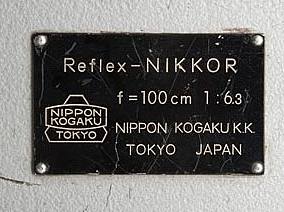 Reflex-NIKKOR
f=100cm 1:6.3
NIPPON
KOGAKU
TOKYO
NIPPON KOGAKU K.K.
TOKYO JAPAN